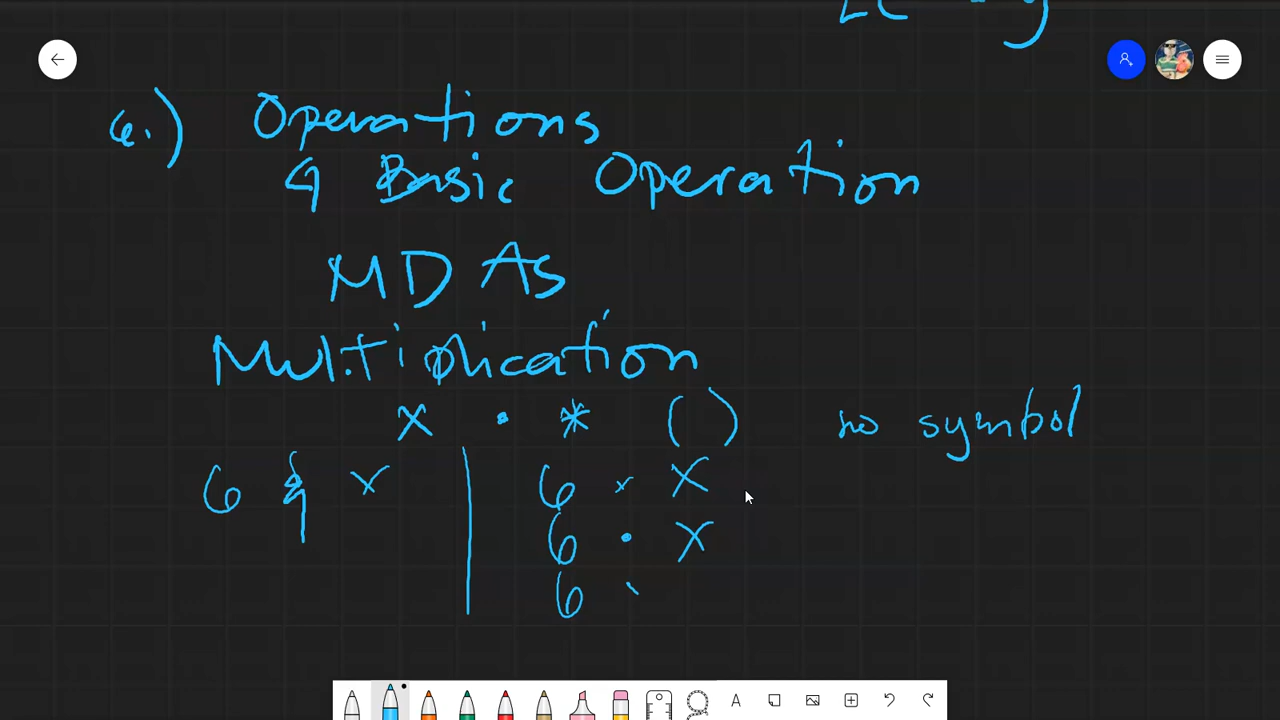 6.) Operations
4 Basic Operation
MDAs
Multiplication
x · * ( ) no symbol
6 & x
6 x x
6 · x
6
A